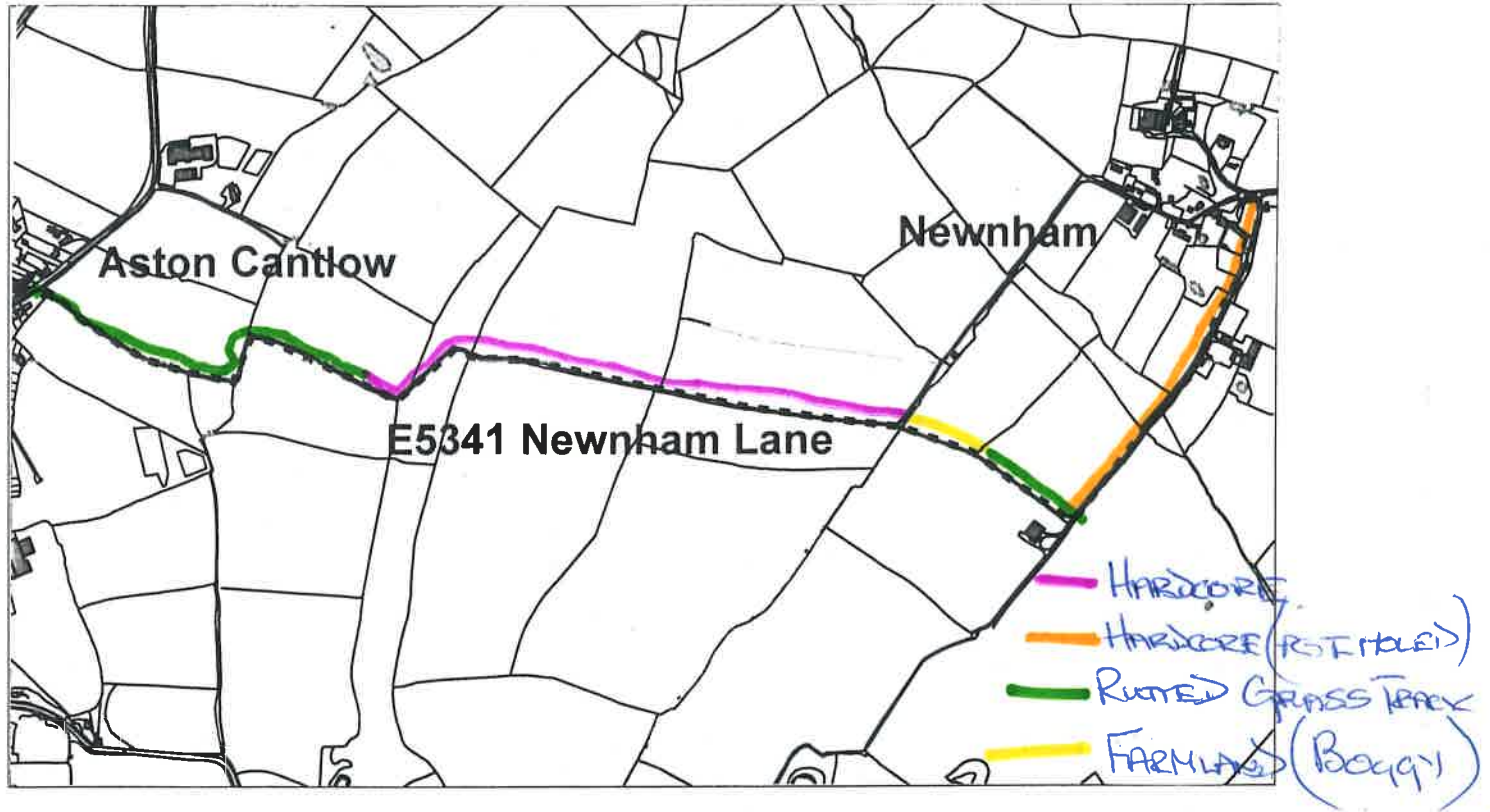 Newnham
Aston Cantlow
E5341 Newnham Lane
HARDCORE
HARDCORE (POT HOLED)
RUTTED GRASS TRACK
FARMLAND (BOGGY)